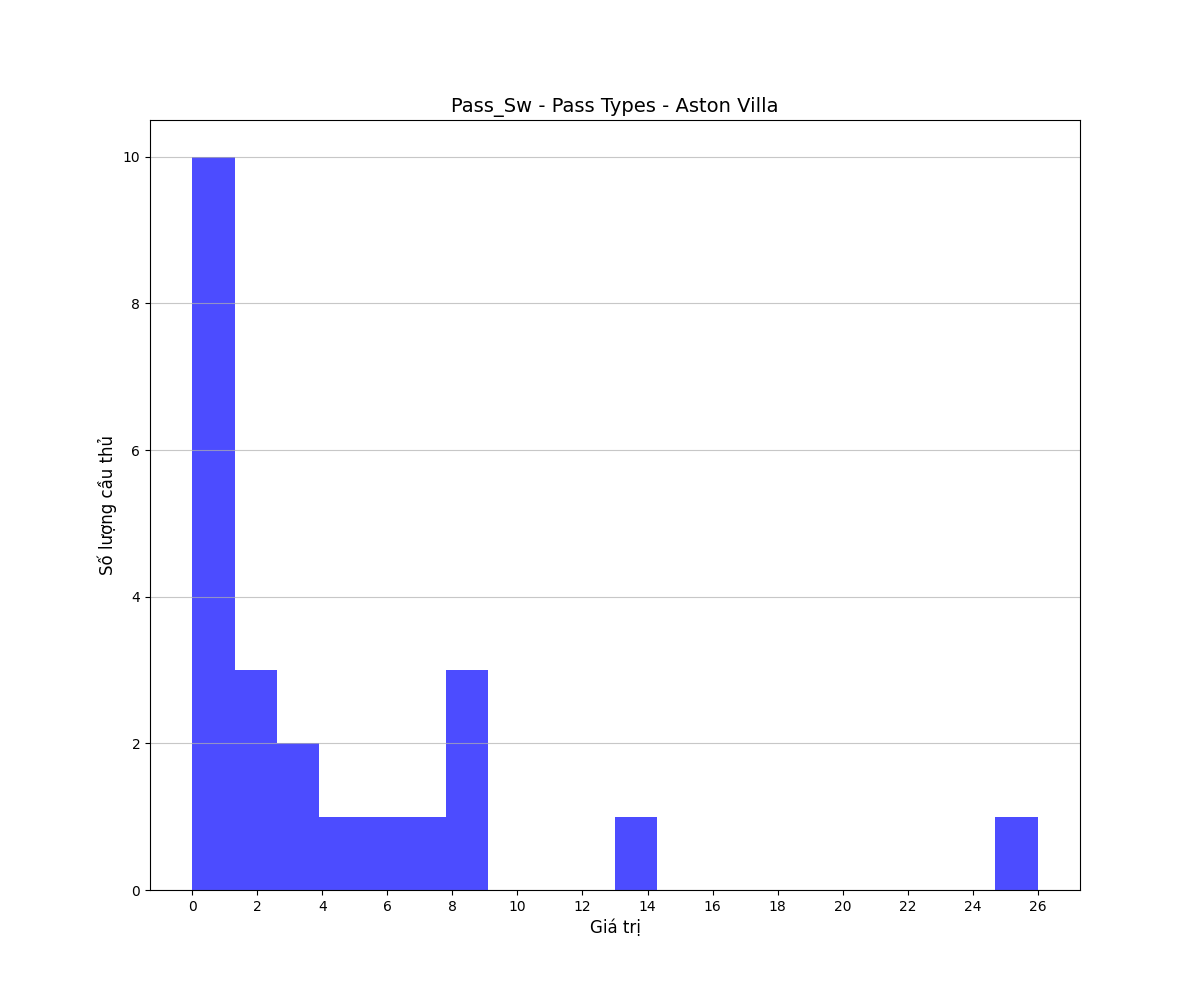 Pass_Sw - Pass Types - Aston Villa
10
8
6
4
2
0
Số lượng cầu thủ
0 2 4 6 8 10 12 14 16 18 20 22 24 26
Giá trị